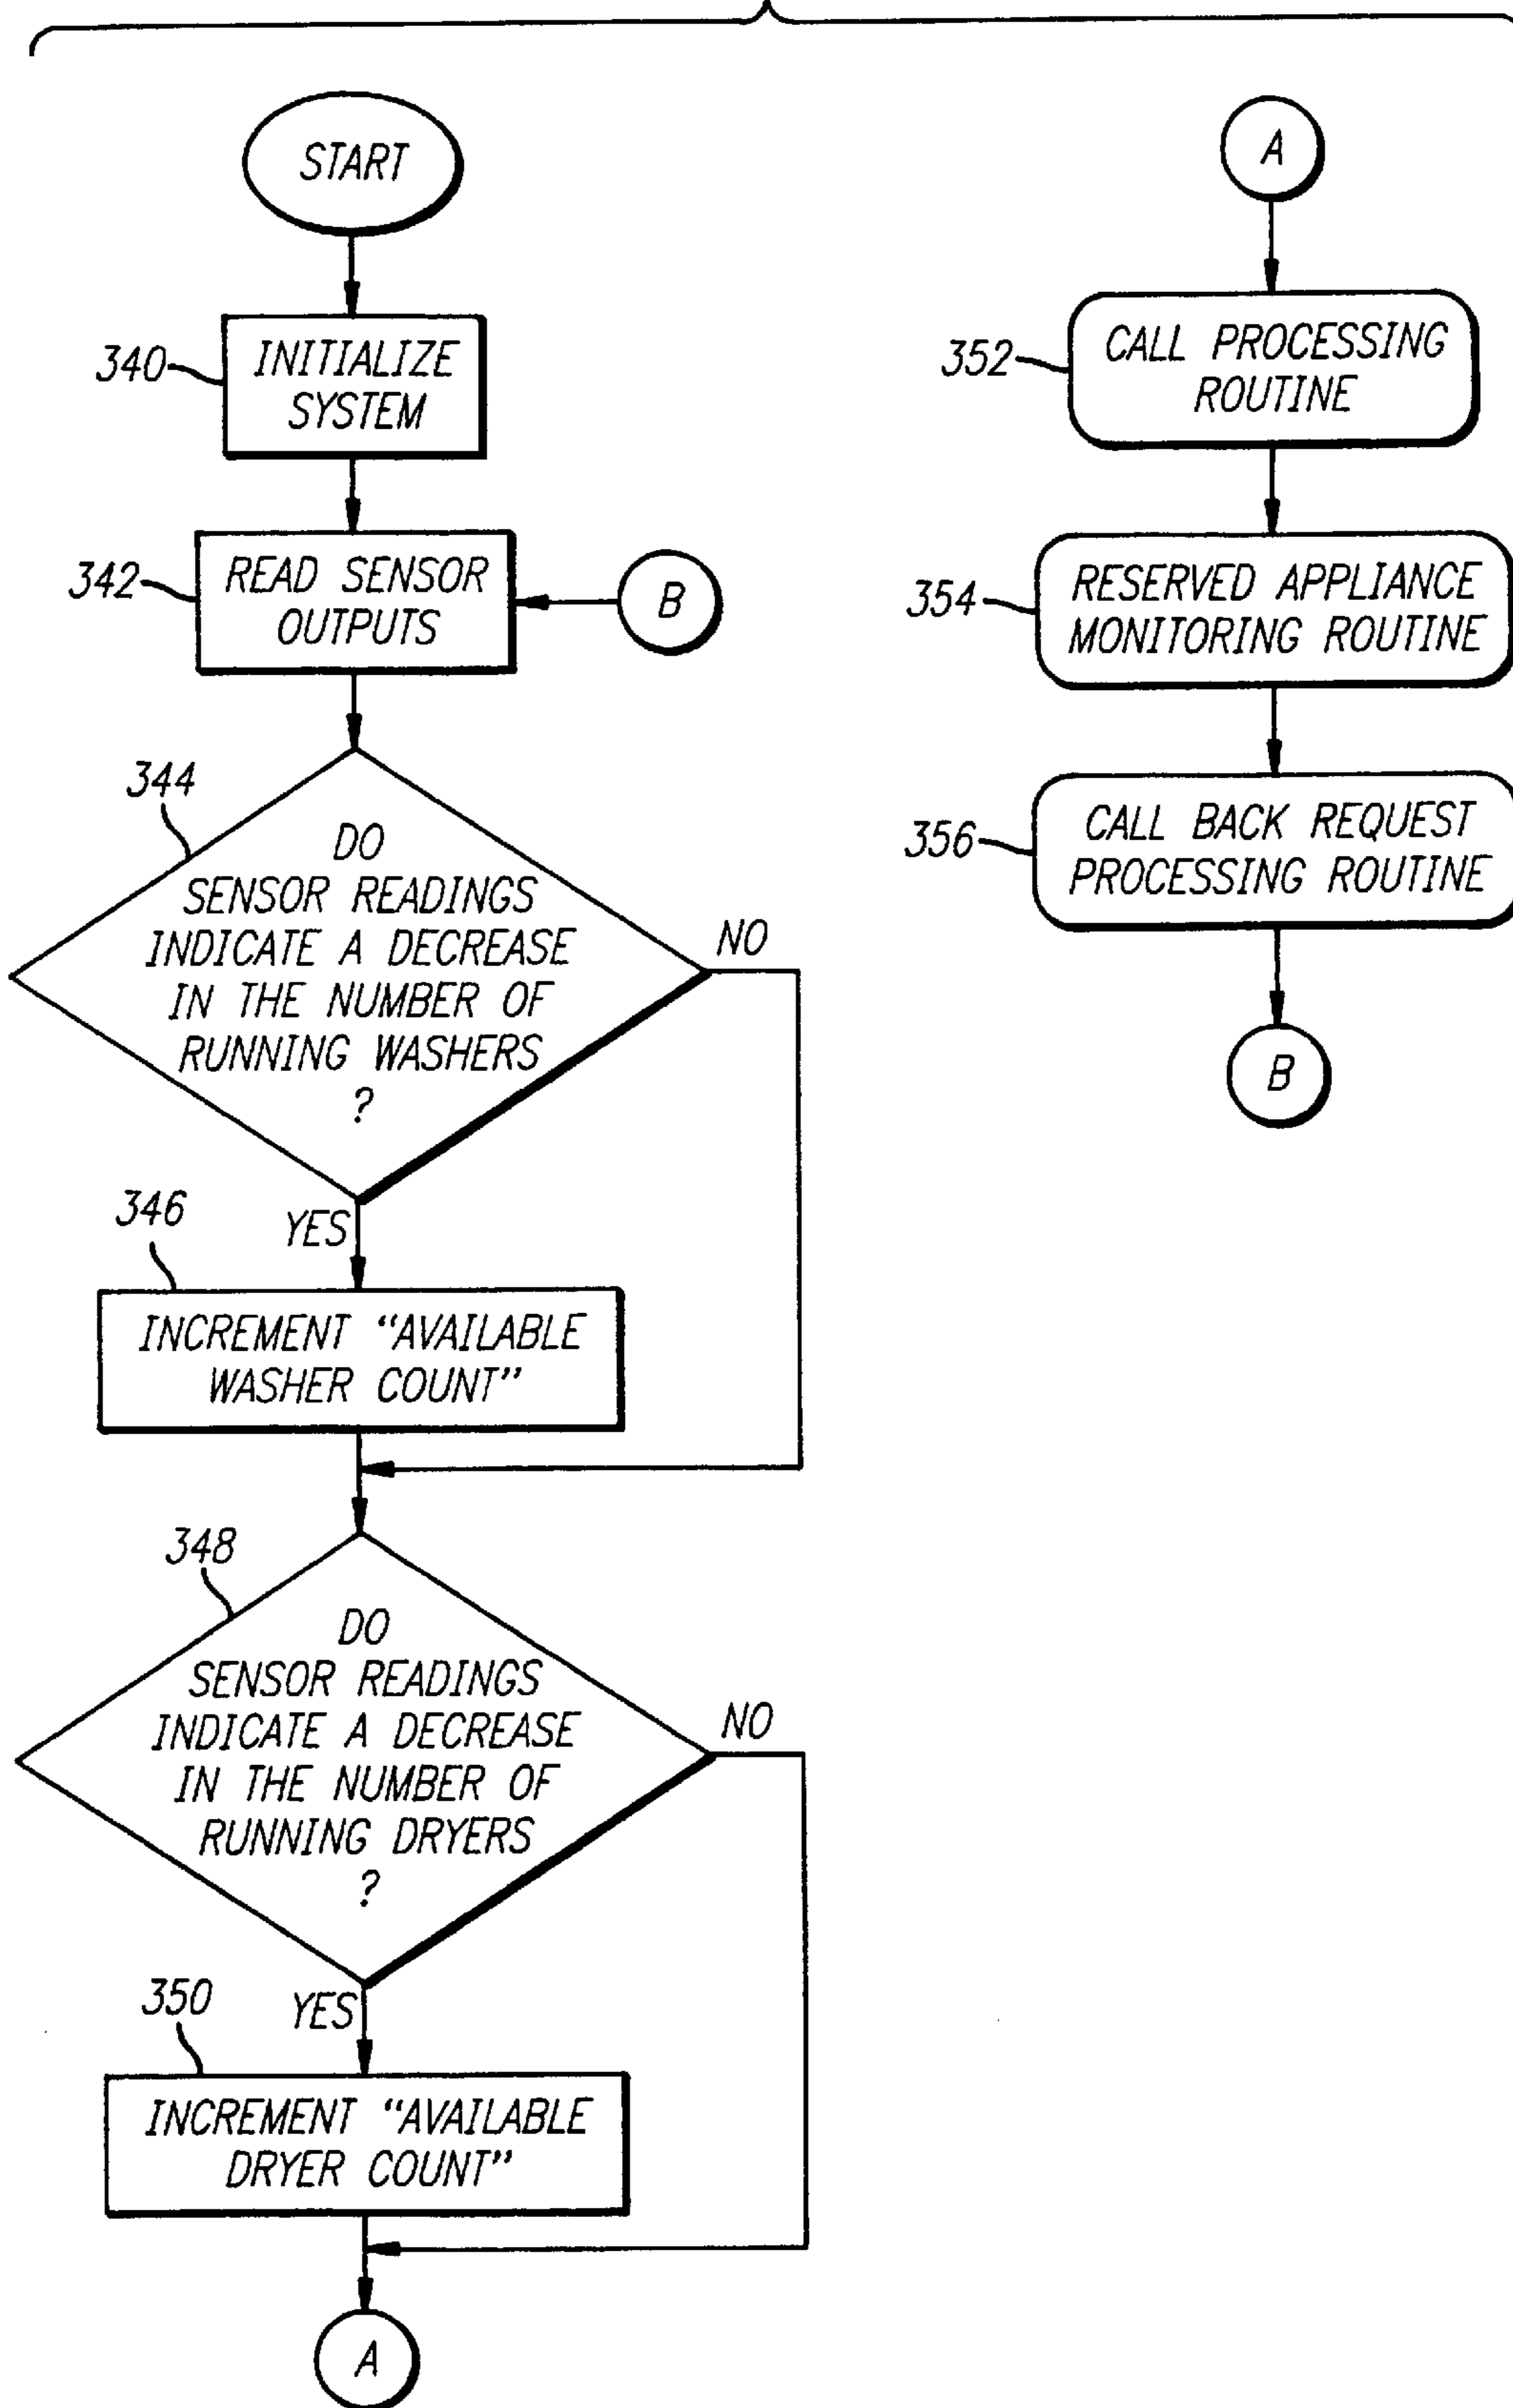 START
340
INITIALIZE
SYSTEM
342
READ SENSOR
OUTPUTS
B
344
DO
SENSOR READINGS
INDICATE A DECREASE
IN THE NUMBER OF
RUNNING WASHERS
?
NO
YES
346
INCREMENT “AVAILABLE
WASHER COUNT”
348
DO
SENSOR READINGS
INDICATE A DECREASE
IN THE NUMBER OF
RUNNING DRYERS
?
NO
YES
350
INCREMENT “AVAILABLE
DRYER COUNT”
A
A
352
CALL PROCESSING
ROUTINE
354
RESERVED APPLIANCE
MONITORING ROUTINE
356
CALL BACK REQUEST
PROCESSING ROUTINE
B